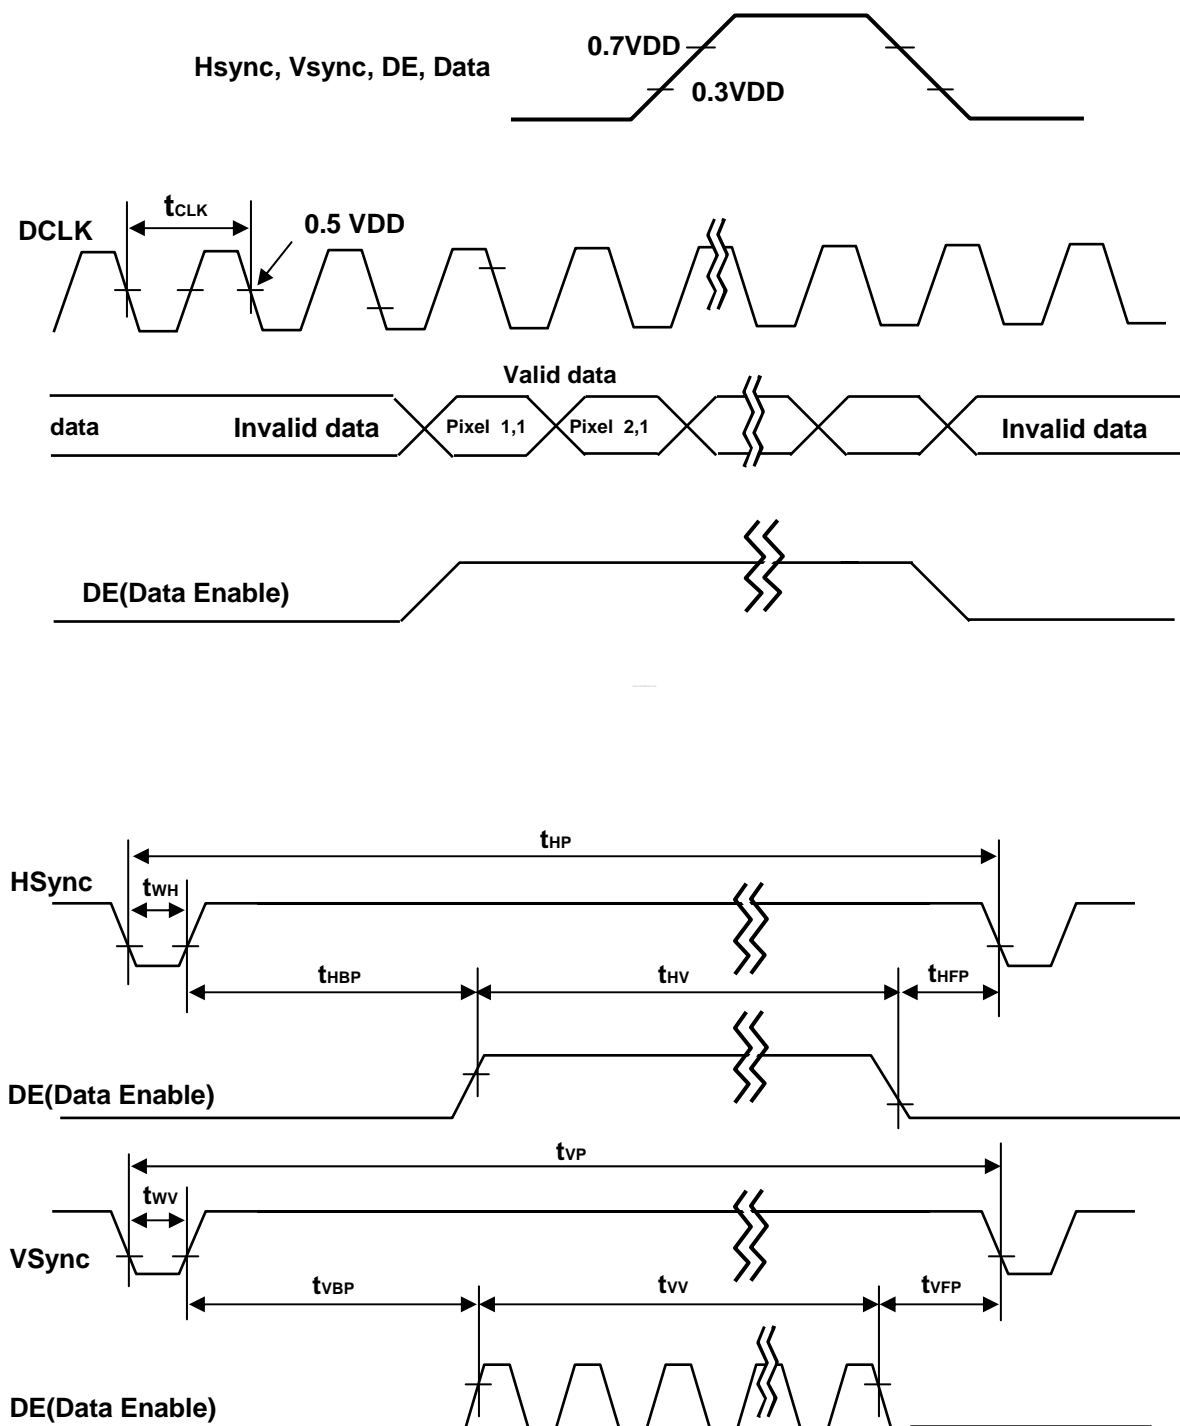 0.7VDD
Hsync, Vsync, DE, Data
0.3VDD
tCLK
DCLK
0.5 VDD
Valid data
data
Invalid data
Pixel 1,1
Pixel 2,1
Invalid data
DE(Data Enable)
tHP
HSync
tWH
tHBP
tHV
tHFP
DE(Data Enable)
tVP
tWV
VSync
tVBP
tVV
tVFP
DE(Data Enable)